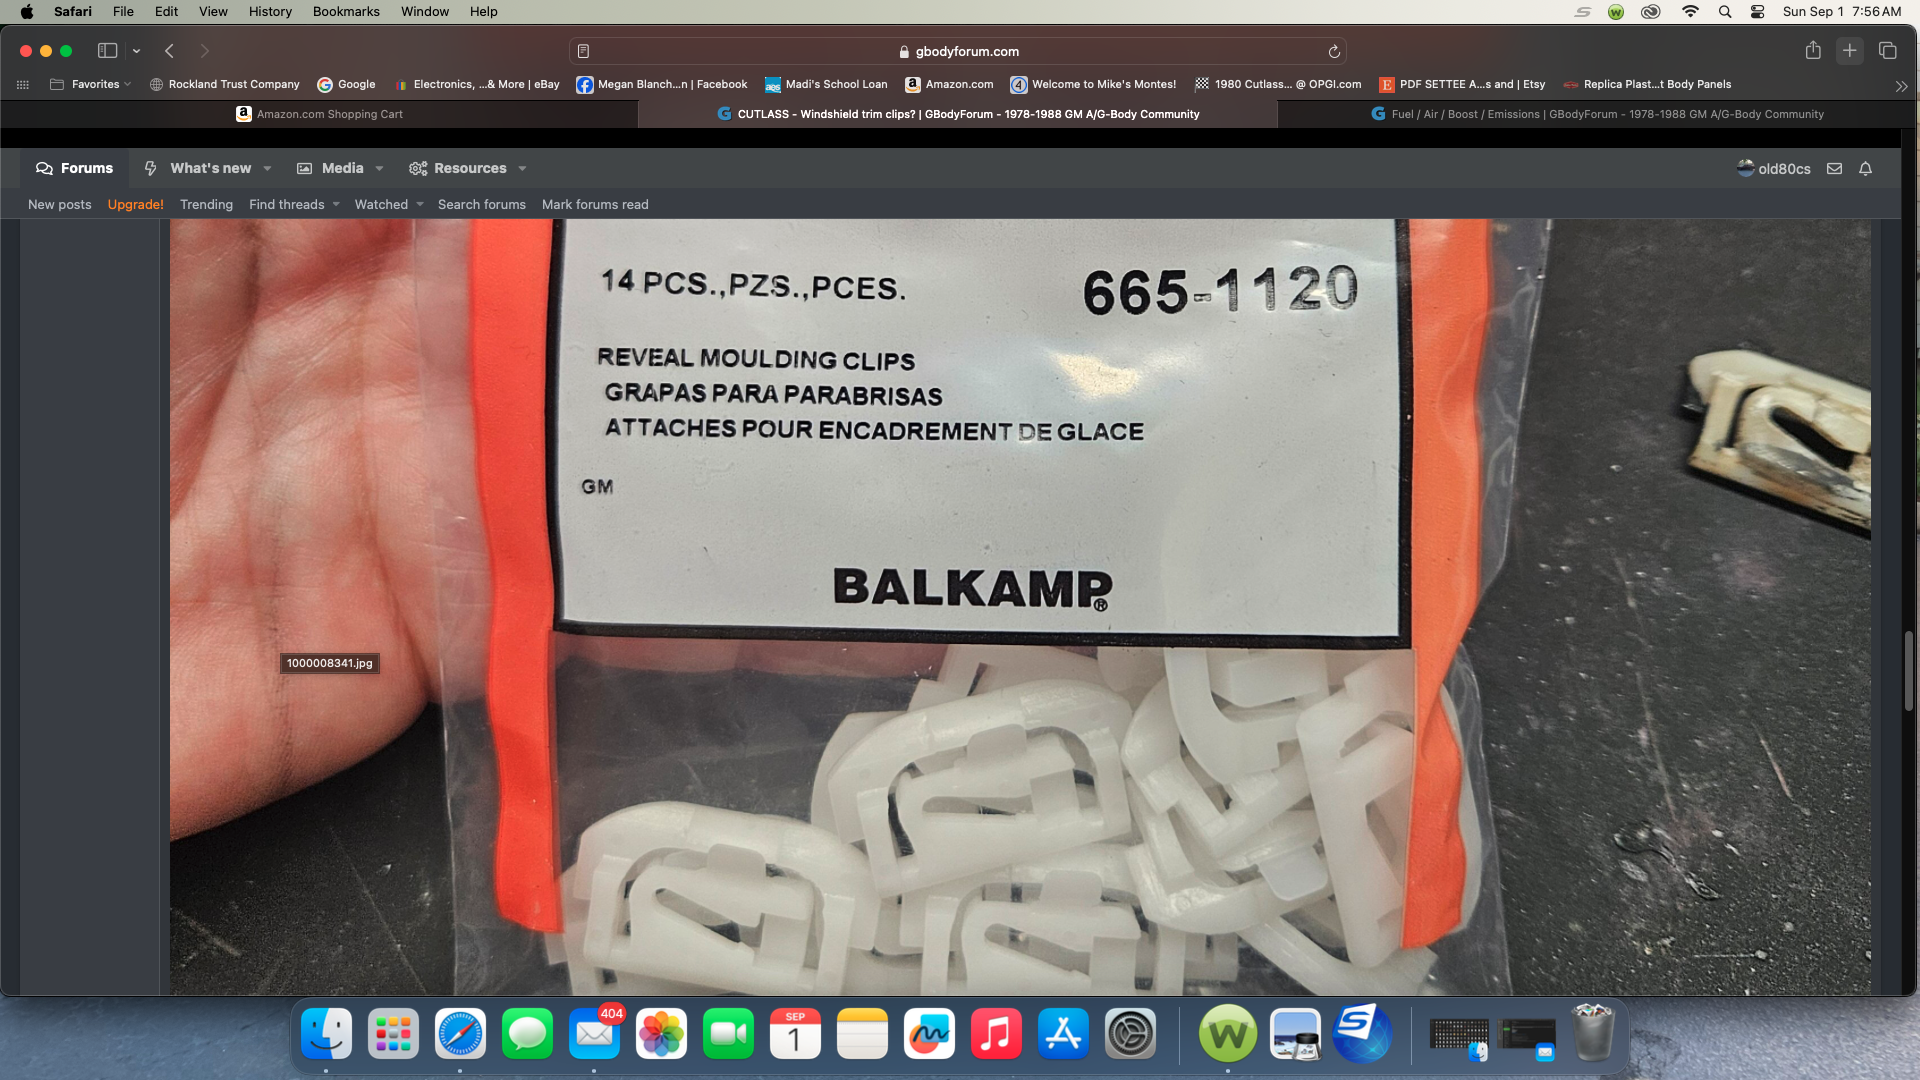 Safari File Edit View History Bookmarks Window Help Sun Sep 1 7:56 AM
gbodyforum.com
Favorites Rockland Trust Company Google Electronics, ...& More | eBay Megan Blanch...n | Facebook Madi's School Loan Amazon.com Welcome to Mike's Montes! 1980 Cutlass... @ OPGI.com PDF SETTEE A...s and | Etsy Replica Plast...t Body Panels
Amazon.com Shopping Cart CUTLASS - Windshield trim clips? | GBodyForum - 1978-1988 GM A/G-Body Community Fuel / Air / Boost / Emissions | GBodyForum - 1978-1988 GM A/G-Body Community
Forums What's new Media Resources old80cs
New posts Upgrade! Trending Find threads Watched Search forums Mark forums read
14 PCS.,PZS.,PCES. 665-1120
REVEAL MOULDING CLIPS
GRAPAS PARA PARABRISAS
ATTACHES POUR ENCADREMENT DE GLACE
GM
BALKAMP®
1000008341.jpg
404
SEP
1